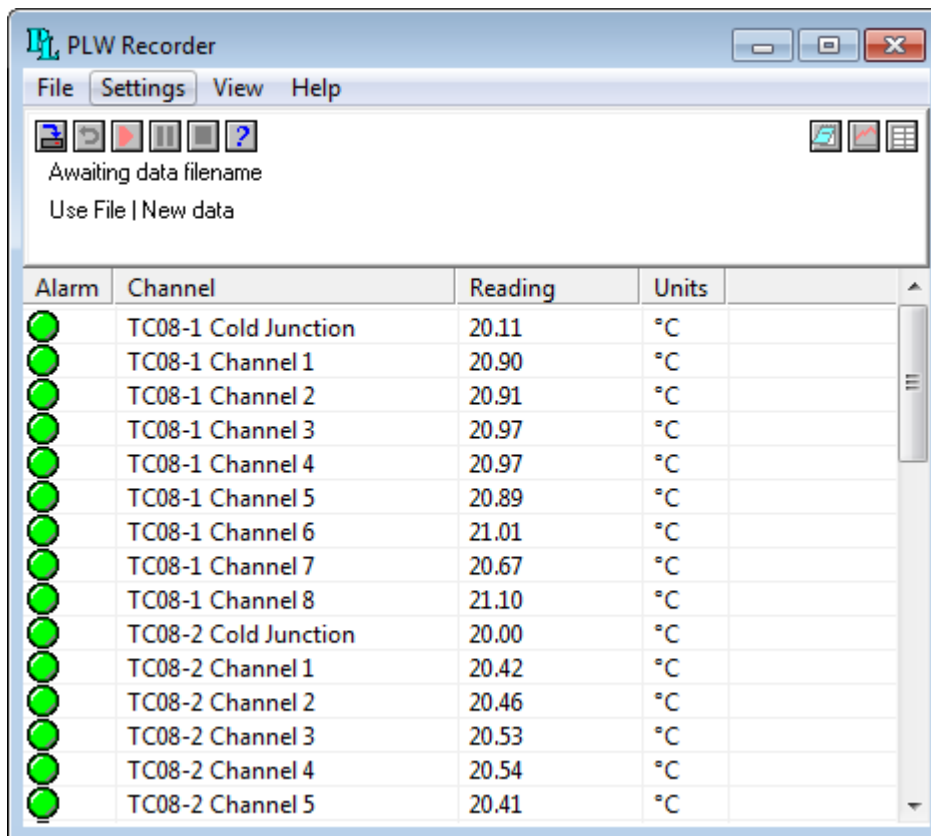 PLW Recorder
File Settings View Help
?
Awaiting data filename
Use File | New data
Alarm Channel Reading Units
TC08-1 Cold Junction 20.11 °C
TC08-1 Channel 1 20.90 °C
TC08-1 Channel 2 20.91 °C
TC08-1 Channel 3 20.97 °C
TC08-1 Channel 4 20.97 °C
TC08-1 Channel 5 20.89 °C
TC08-1 Channel 6 21.01 °C
TC08-1 Channel 7 20.67 °C
TC08-1 Channel 8 21.10 °C
TC08-2 Cold Junction 20.00 °C
TC08-2 Channel 1 20.42 °C
TC08-2 Channel 2 20.46 °C
TC08-2 Channel 3 20.53 °C
TC08-2 Channel 4 20.54 °C
TC08-2 Channel 5 20.41 °C